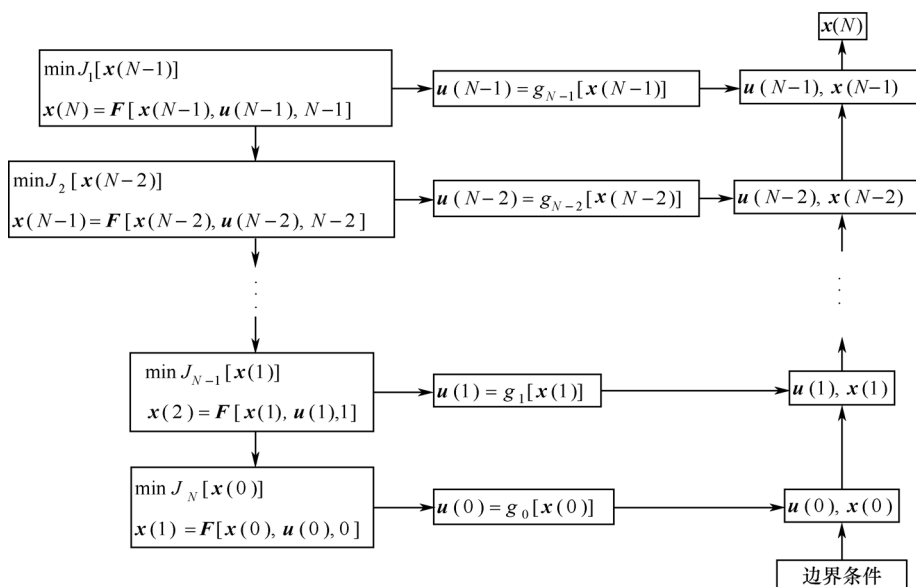 x(N)
min J₁[x(N−1)]
x(N)=F[x(N−1),u(N−1),N−1]
u(N−1)=g_{N−1}[x(N−1)]
u(N−1), x(N−1)
minJ₂[x(N−2)]
x(N−1)=F[x(N−2),u(N−2),N−2]
u(N−2)=g_{N−2}[x(N−2)]
u(N−2), x(N−2)
min J_{N−1}[x(1)]
x(2)=F[x(1), u(1),1]
u(1)=g₁[x(1)]
u(1), x(1)
min J_N[x(0)]
x(1)=F[x(0), u(0),0]
u(0)=g₀[x(0)]
u(0), x(0)
边界条件